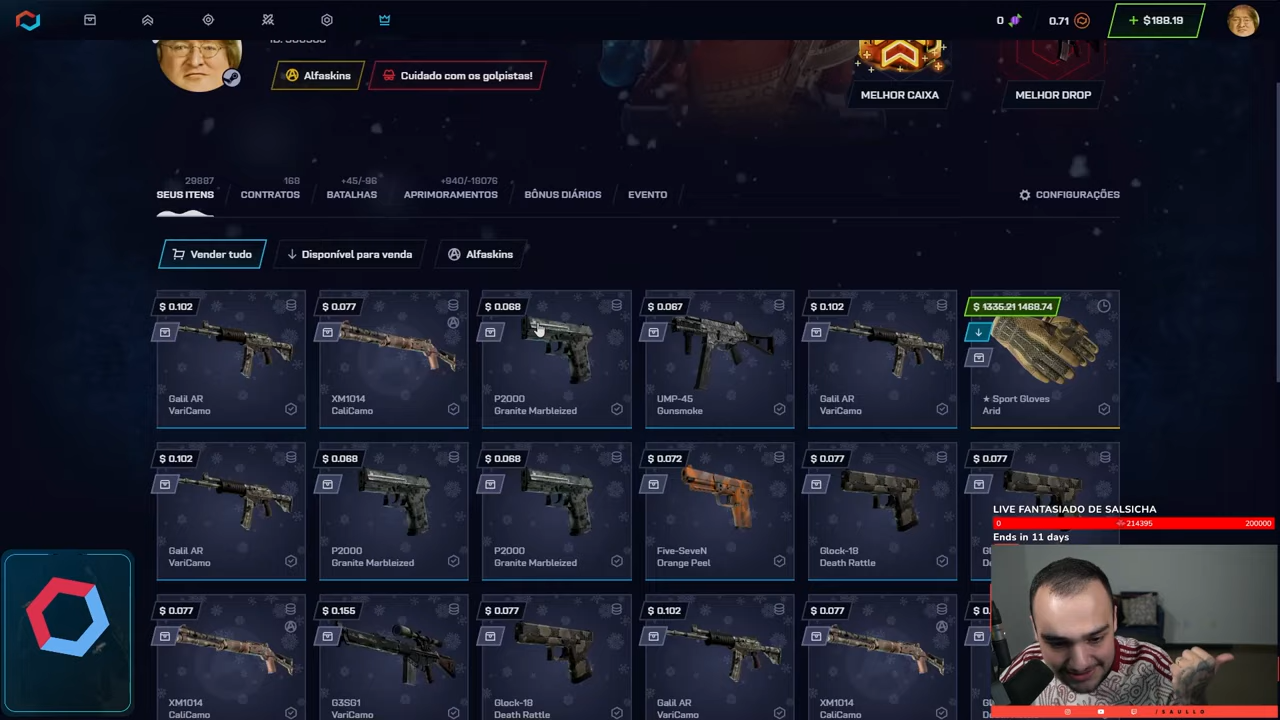 0
0.71
+ $188.19
Alfaskins
Cuidado com os golpistas!
MELHOR CAIXA
MELHOR DROP
29887
168
+45/-96
+940/-18076
SEUS ITENS
CONTRATOS
BATALHAS
APRIMORAMENTOS
BÔNUS DIÁRIOS
EVENTO
CONFIGURAÇÕES
Vender tudo
Disponível para venda
Alfaskins
$ 0.102
Galil AR
VariCamo
$ 0.077
XM1014
CaliCamo
$ 0.068
P2000
Granite Marbleized
$ 0.067
UMP-45
Gunsmoke
$ 0.102
Galil AR
VariCamo
$ 1335.21 1468.74
★ Sport Gloves
Arid
$ 0.102
Galil AR
VariCamo
$ 0.068
P2000
Granite Marbleized
$ 0.068
P2000
Granite Marbleized
$ 0.072
Five-SeveN
Orange Peel
$ 0.077
Glock-18
Death Rattle
$ 0.077
LIVE FANTASIADO DE SALSICHA
0
214395
200000
Ends in 11 days
$ 0.077
XM1014
CaliCamo
$ 0.155
G3SG1
VariCamo
$ 0.077
Glock-18
Death Rattle
$ 0.102
Galil AR
VariCamo
$ 0.077
XM1014
CaliCamo
/SAULLO